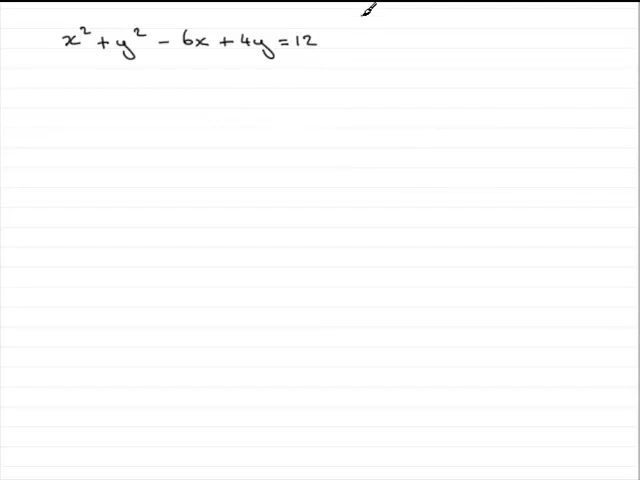 x² + y² - 6x + 4y = 12